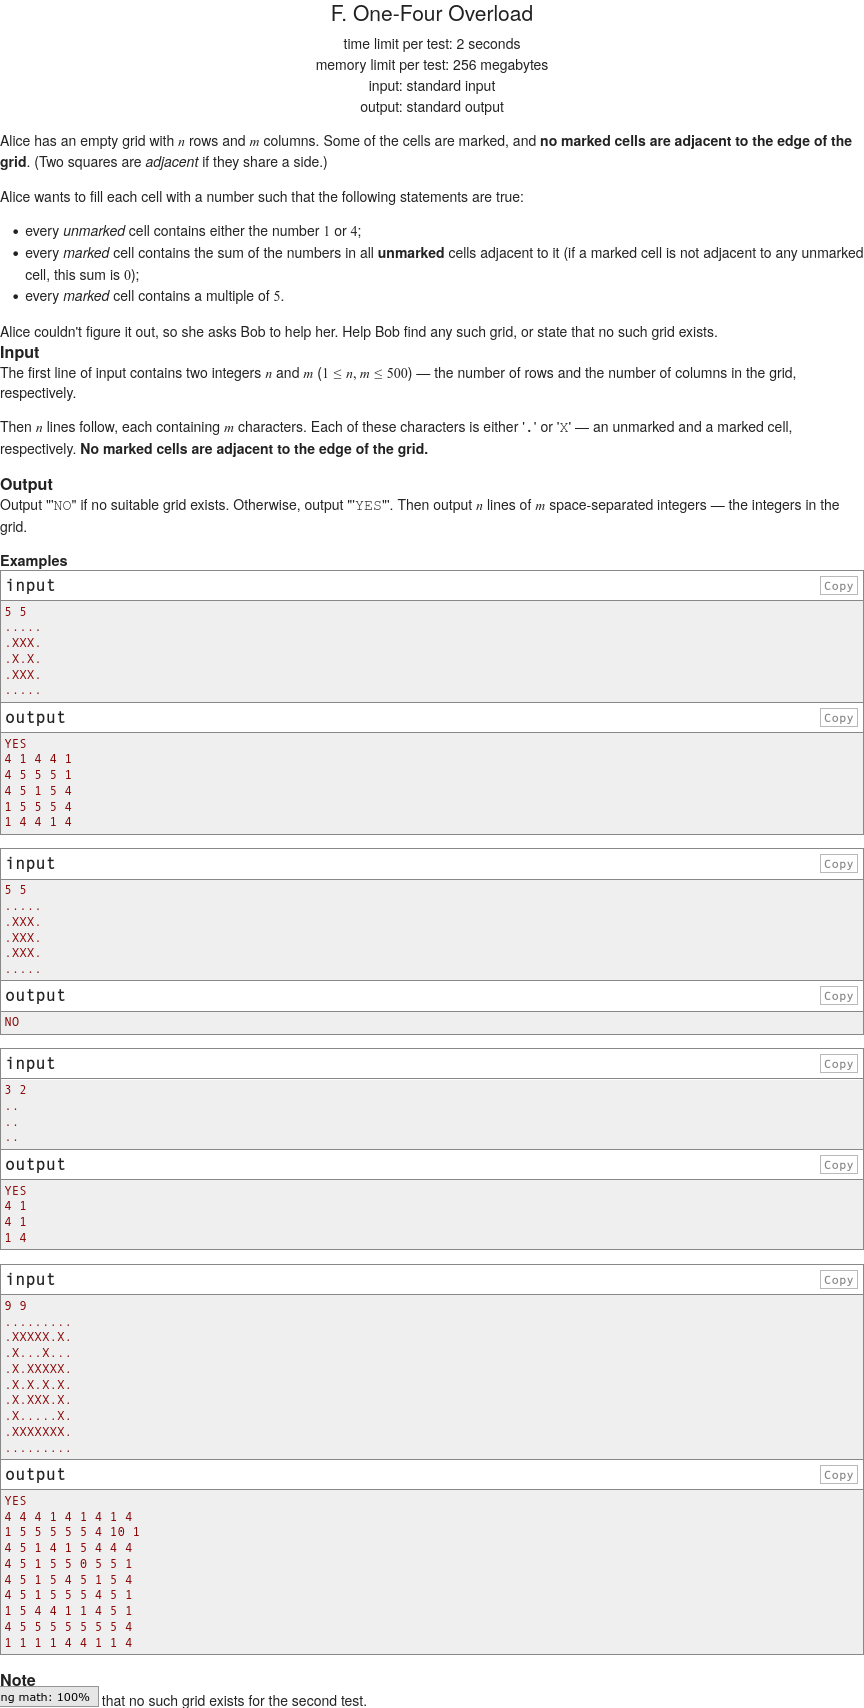 F. One-Four Overload
time limit per test: 2 seconds
memory limit per test: 256 megabytes
input: standard input
output: standard output
Alice has an empty grid with n rows and m columns. Some of the cells are marked, and no marked cells are adjacent to the edge of the
grid. (Two squares are adjacent if they share a side.)
Alice wants to fill each cell with a number such that the following statements are true:
• every unmarked cell contains either the number 1 or 4;
• every marked cell contains the sum of the numbers in all unmarked cells adjacent to it (if a marked cell is not adjacent to any unmarked
cell, this sum is 0);
• every marked cell contains a multiple of 5.
Alice couldn't figure it out, so she asks Bob to help her. Help Bob find any such grid, or state that no such grid exists.
Input
The first line of input contains two integers n and m (1 ≤ n, m ≤ 500) — the number of rows and the number of columns in the grid,
respectively.
Then n lines follow, each containing m characters. Each of these characters is either '.' or 'X' — an unmarked and a marked cell,
respectively. No marked cells are adjacent to the edge of the grid.
Output
Output "'NO" if no suitable grid exists. Otherwise, output "'YES"'. Then output n lines of m space-separated integers — the integers in the
grid.
Examples
input Copy
5 5
.....
.XXX.
.X.X.
.XXX.
.....
output Copy
YES
4 1 4 4 1
4 5 5 5 1
4 5 1 5 4
1 5 5 5 4
1 4 4 1 4
input Copy
5 5
.....
.XXX.
.XXX.
.XXX.
.....
output Copy
NO
input Copy
3 2
..
..
..
output Copy
YES
4 1
4 1
1 4
input Copy
9 9
.........
.XXXXX.X.
.X...X...
.X.XXXXX.
.X.X.X.X.
.X.XXX.X.
.X.....X.
.XXXXXXX.
.........
output Copy
YES
4 4 4 1 4 1 4 1 4
1 5 5 5 5 5 4 10 1
4 5 1 4 1 5 4 4 4
4 5 1 5 5 0 5 5 1
4 5 1 5 4 5 1 5 4
4 5 1 5 5 5 4 5 1
1 5 4 4 1 1 4 5 1
4 5 5 5 5 5 5 5 4
1 1 1 1 4 4 1 1 4
Note
ng math: 100% that no such grid exists for the second test.